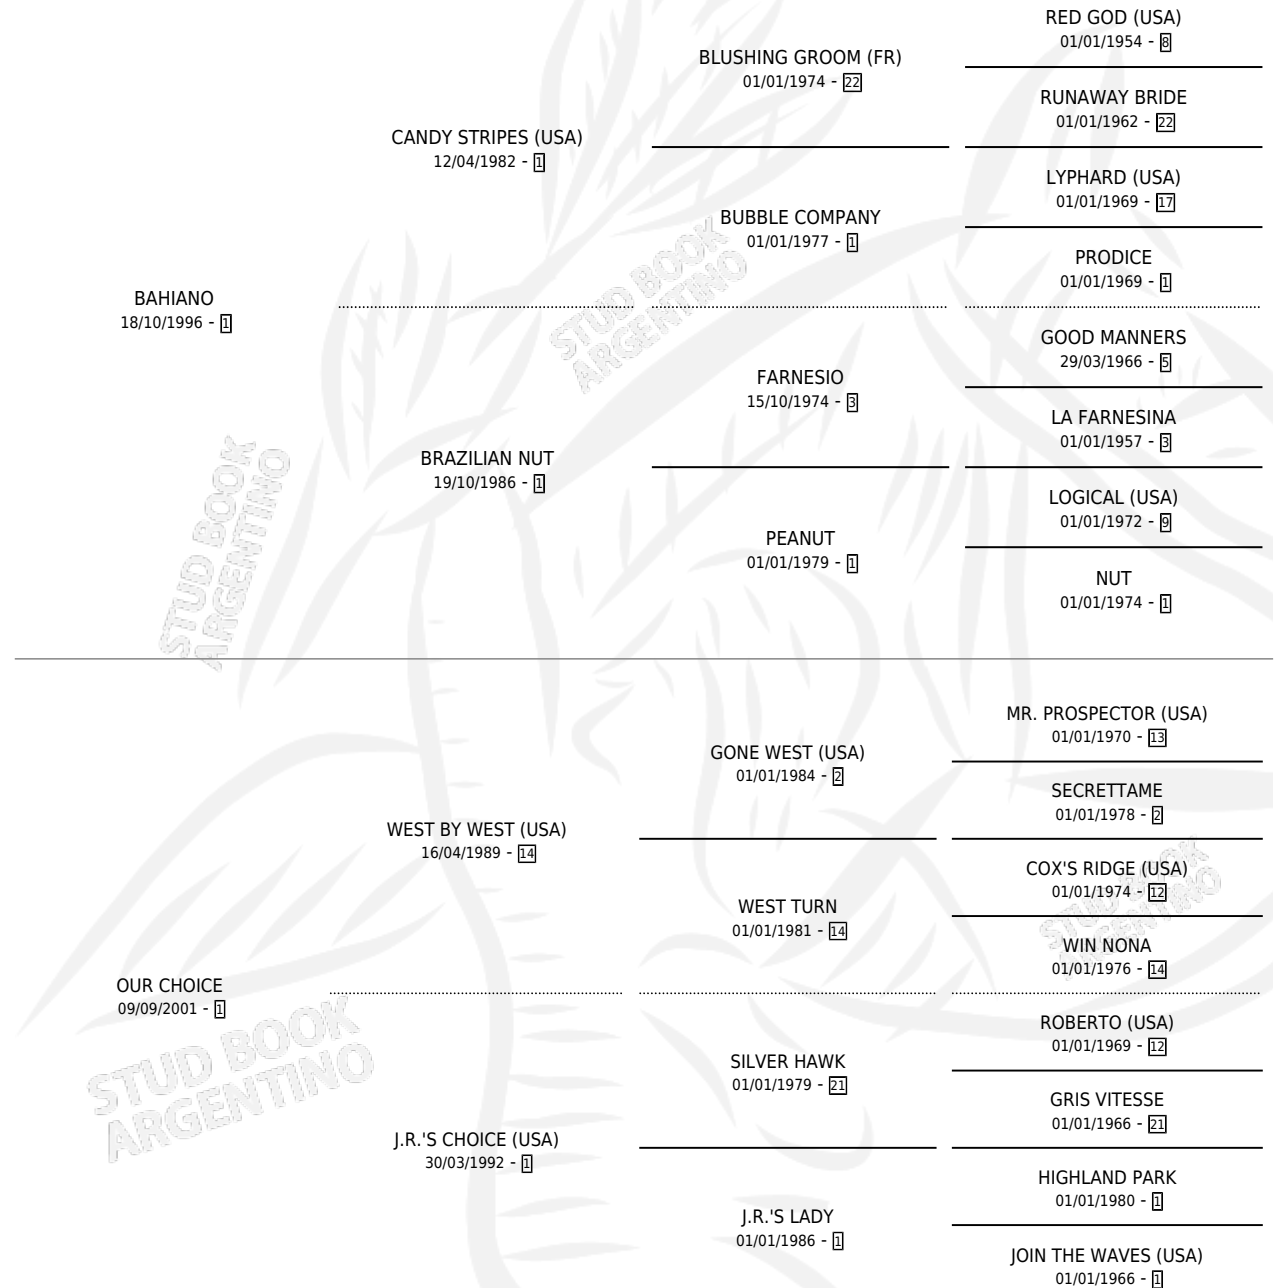 RED GOD (USA)
01/01/1954 - 8
BLUSHING GROOM (FR)
01/01/1974 - 22
RUNAWAY BRIDE
01/01/1962 - 22
CANDY STRIPES (USA)
12/04/1982 - 1
LYPHARD (USA)
01/01/1969 - 17
BUBBLE COMPANY
01/01/1977 - 1
PRODICE
01/01/1969 - 1
BAHIANO
18/10/1996 - 1
STUD BOOK
ARGENTINO
GOOD MANNERS
29/03/1966 - 5
FARNESIO
15/10/1974 - 3
LA FARNESINA
01/01/1957 - 3
BRAZILIAN NUT
19/10/1986 - 1
LOGICAL (USA)
01/01/1972 - 9
PEANUT
01/01/1979 - 1
NUT
01/01/1974 - 1
STUD BOOK
ARGENTINO
MR. PROSPECTOR (USA)
01/01/1970 - 13
GONE WEST (USA)
01/01/1984 - 2
SECRETTAME
01/01/1978 - 2
WEST BY WEST (USA)
16/04/1989 - 14
COX'S RIDGE (USA)
01/01/1974 - 12
WEST TURN
01/01/1981 - 14
STUD BOOK
ARGENTINO
WIN NONA
01/01/1976 - 14
OUR CHOICE
09/09/2001 - 1
STUD BOOK
ARGENTINO
ROBERTO (USA)
01/01/1969 - 12
SILVER HAWK
01/01/1979 - 21
GRIS VITESSE
01/01/1966 - 21
J.R.'S CHOICE (USA)
30/03/1992 - 1
HIGHLAND PARK
01/01/1980 - 1
J.R.'S LADY
01/01/1986 - 1
JOIN THE WAVES (USA)
01/01/1966 - 1